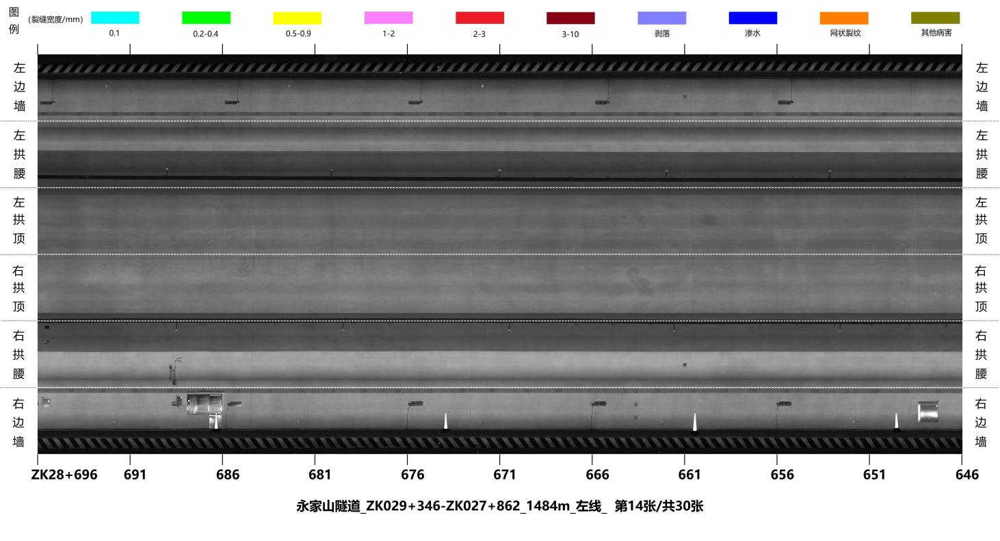 图例 (裂缝宽度/mm) 0.1 0.2-0.4 0.5-0.9 1-2 2-3 3-10 剥落 渗水 网状裂纹 其他病害
左边墙 左边墙
左拱腰 左拱腰
左拱顶 左拱顶
右拱顶 右拱顶
右拱腰 右拱腰
右边墙 右边墙
ZK28+696 691 686 681 676 671 666 661 656 651 646
永家山隧道_ZK029+346-ZK027+862_1484m_左线_ 第14张/共30张